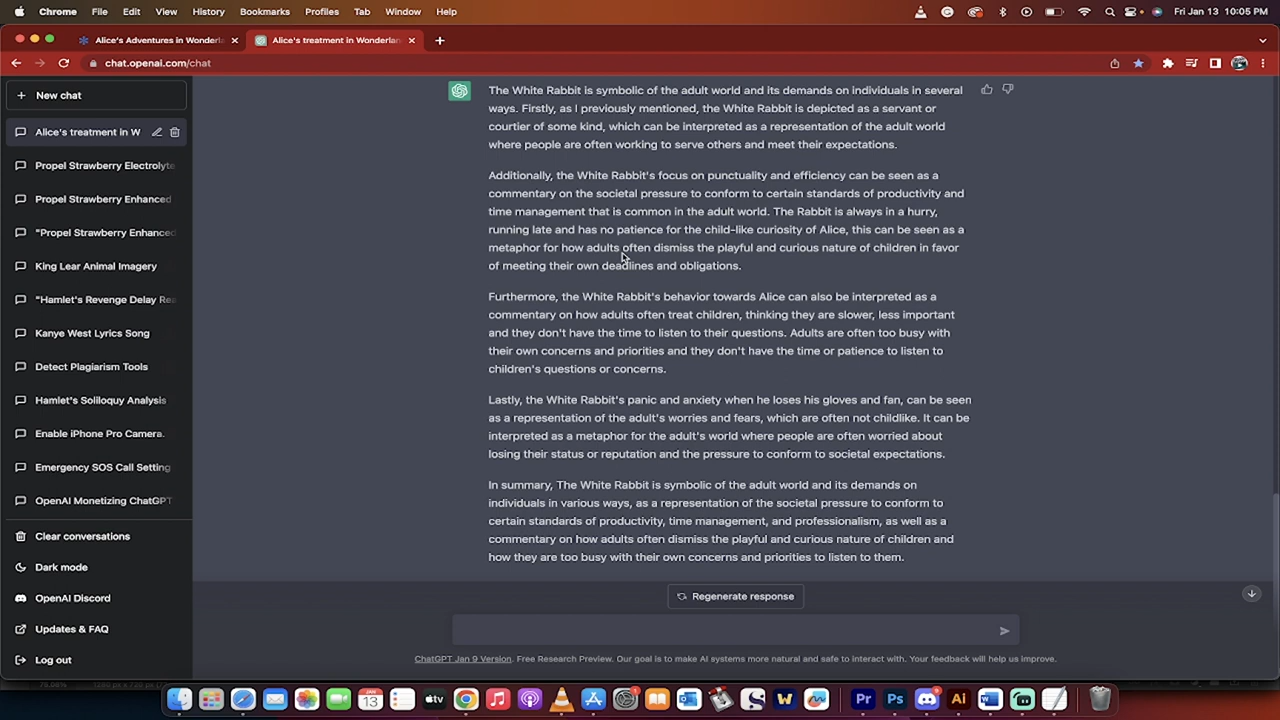 Chrome File Edit View History Bookmarks Profiles Tab Window Help Fri Jan 13 10:05 PM
Alice's Adventures in Wonderla
Alice's treatment in Wonderlan
chat.openai.com/chat
New chat
Alice's treatment in W
Propel Strawberry Electrolyte
Propel Strawberry Enhanced
"Propel Strawberry Enhanced
King Lear Animal Imagery
"Hamlet's Revenge Delay Rea
Kanye West Lyrics Song
Detect Plagiarism Tools
Hamlet's Soliloquy Analysis
Enable iPhone Pro Camera.
Emergency SOS Call Setting
OpenAI Monetizing ChatGPT
Clear conversations
Dark mode
OpenAI Discord
Updates & FAQ
Log out
The White Rabbit is symbolic of the adult world and its demands on individuals in several
ways. Firstly, as I previously mentioned, the White Rabbit is depicted as a servant or
courtier of some kind, which can be interpreted as a representation of the adult world
where people are often working to serve others and meet their expectations.
Additionally, the White Rabbit's focus on punctuality and efficiency can be seen as a
commentary on the societal pressure to conform to certain standards of productivity and
time management that is common in the adult world. The Rabbit is always in a hurry,
running late and has no patience for the child-like curiosity of Alice, this can be seen as a
metaphor for how adults often dismiss the playful and curious nature of children in favor
of meeting their own deadlines and obligations.
Furthermore, the White Rabbit's behavior towards Alice can also be interpreted as a
commentary on how adults often treat children, thinking they are slower, less important
and they don't have the time to listen to their questions. Adults are often too busy with
their own concerns and priorities and they don't have the time or patience to listen to
children's questions or concerns.
Lastly, the White Rabbit's panic and anxiety when he loses his gloves and fan, can be seen
as a representation of the adult's worries and fears, which are often not childlike. It can be
interpreted as a metaphor for the adult's world where people are often worried about
losing their status or reputation and the pressure to conform to societal expectations.
In summary, The White Rabbit is symbolic of the adult world and its demands on
individuals in various ways, as a representation of the societal pressure to conform to
certain standards of productivity, time management, and professionalism, as well as a
commentary on how adults often dismiss the playful and curious nature of children and
how they are too busy with their own concerns and priorities to listen to them.
Regenerate response
ChatGPT Jan 9 Version. Free Research Preview. Our goal is to make AI systems more natural and safe to interact with. Your feedback will help us improve.